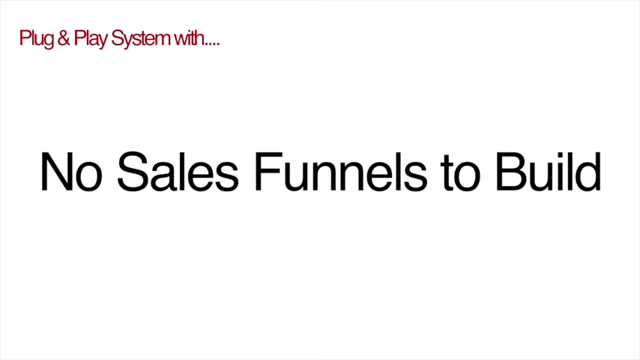 Plug & Play System with....
No Sales Funnels to Build